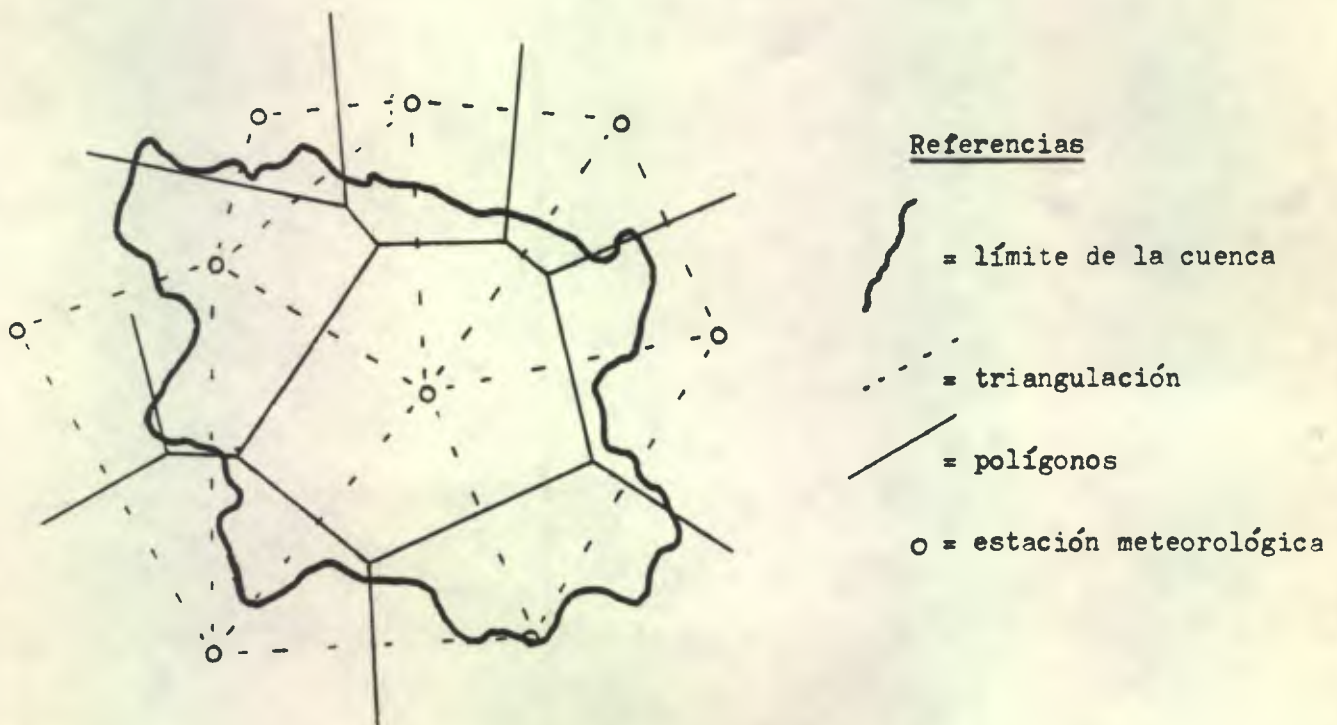 Referencias
= límite de la cuenca
= triangulación
= polígonos
o = estación meteorológica